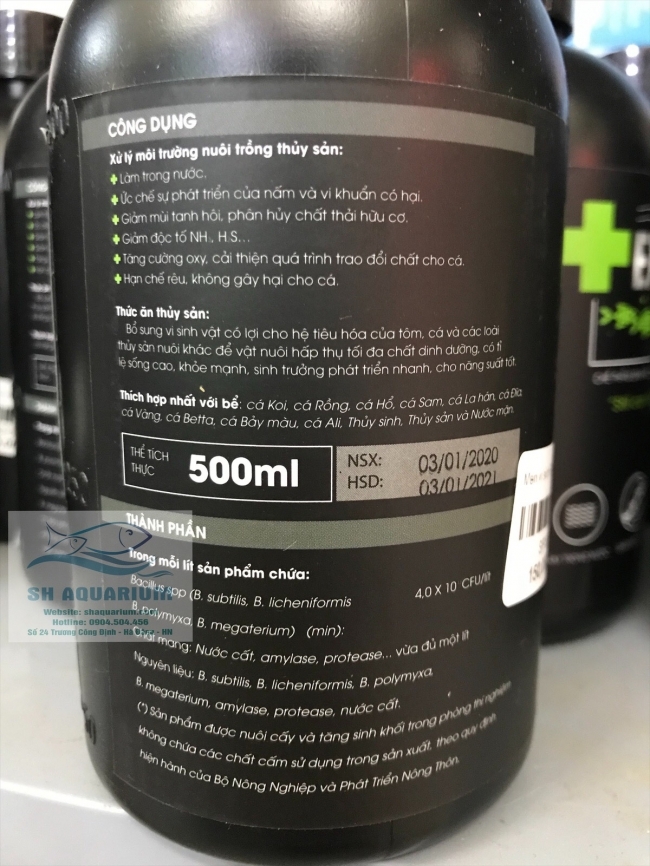 CÔNG DỤNG
Xử lý môi trường nuôi trồng thủy sản:
Làm trong nước.
Ức chế sự phát triển của nấm và vi khuẩn có hại.
Giảm mùi tanh hôi, phân hủy chất thải hữu cơ.
Giảm độc tố NH., H.S...
Tăng cường oxy, cải thiện quá trình trao đổi chất cho cá.
Hạn chế rêu, không gây hại cho cá.
Thức ăn thủy sản:
Bổ sung vi sinh vật có lợi cho hệ tiêu hóa của tôm, cá và các loài
thủy sản nuôi khác để vật nuôi hấp thụ tối đa chất dinh dưỡng, có tỉ
lệ sống cao, khỏe mạnh, sinh trưởng phát triển nhanh, cho năng suất tốt.
Thích hợp nhất với bể: cá Koi, cá Rồng, cá Hổ, cá Sam, cá La hán, cá Đĩa,
cá Vàng, cá Betta, cá Bảy màu, cá Ali, Thủy sinh, Thủy sản và Nước mặn.
THỂ TÍCH
THỰC
500ml
NSX: 03/01/2020
HSD: 03/01/2021
THÀNH PHẦN
Trong mỗi lít sản phẩm chứa:
Bacillus spp (B. subtilis, B. licheniformis 4,0 X 10 CFU/lít
B. polymyxa, B. megaterium) (min):
Chất mang: Nước cất, amylase, protease... vừa đủ một lít
Nguyên liệu: B. subtilis, B. licheniformis, B. polymyxa,
B. megaterium, amylase, protease, nước cất.
(*) Sản phẩm được nuôi cấy và tăng sinh khối trong phòng thí nghiệm
không chứa các chất cấm sử dụng trong sản xuất, theo quy định
hiện hành của Bộ Nông Nghiệp và Phát Triển Nông Thôn.
SH AQUARIUM
Hotline: 0904.504.456
Số 24 Trương Công Định - Hà Đông - HN